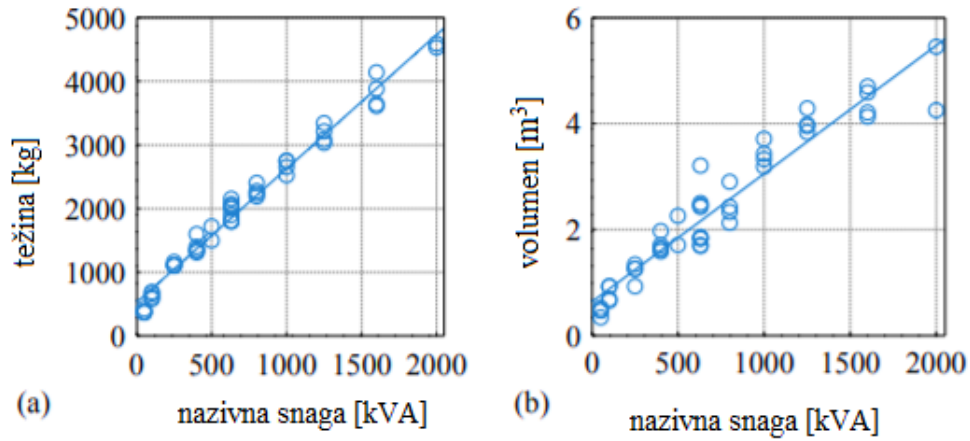 5000
4000
3000
2000
1000
0
težina [kg]
0 500 1000 1500 2000
(a) nazivna snaga [kVA]
6
4
2
0
volumen [m³]
0 500 1000 1500 2000
(b) nazivna snaga [kVA]